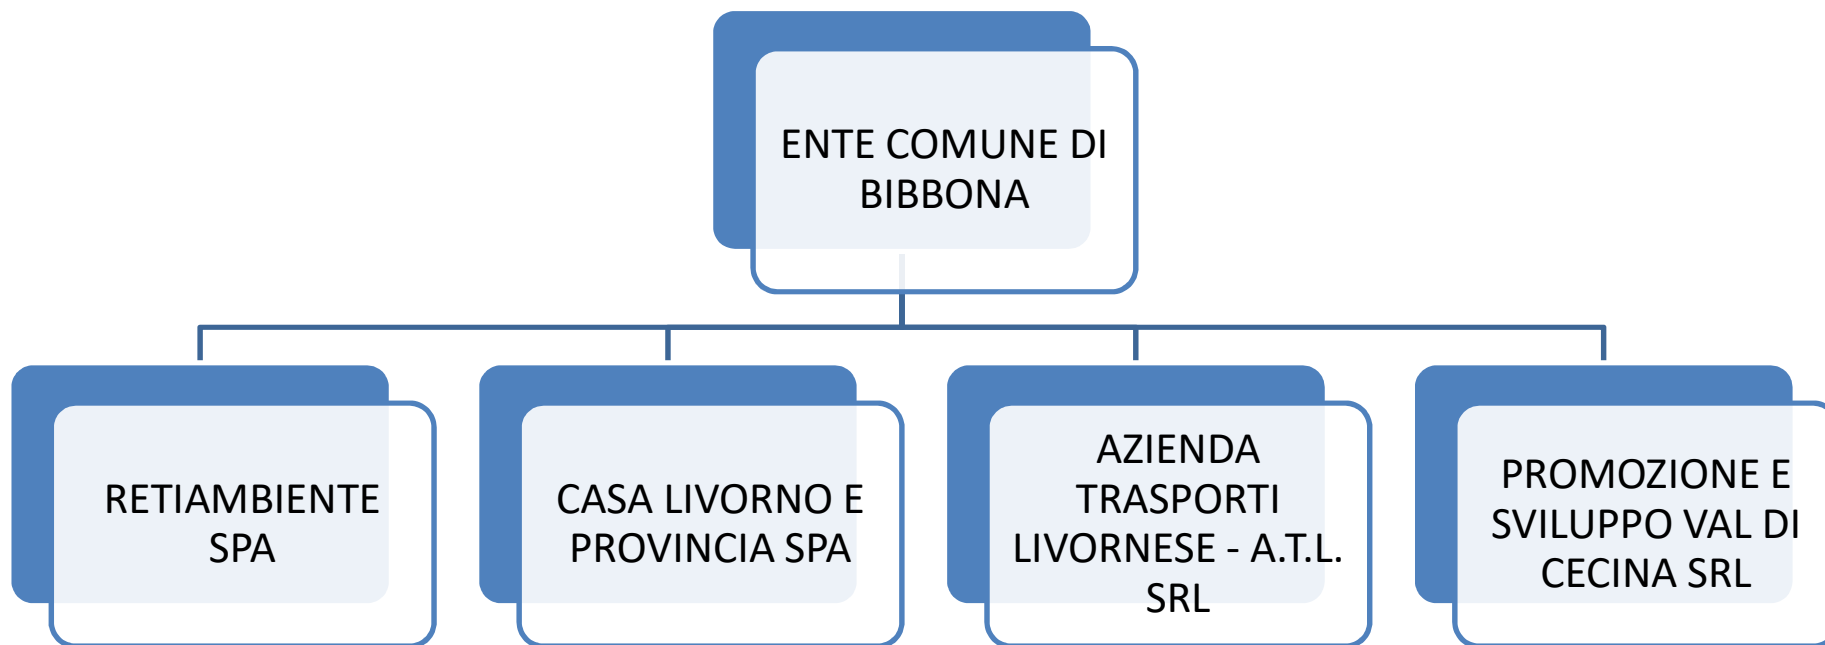 ENTE COMUNE DI
BIBBONA
RETIAMBIENTE
SPA
CASA LIVORNO E
PROVINCIA SPA
AZIENDA
TRASPORTI
LIVORNESE - A.T.L.
SRL
PROMOZIONE E
SVILUPPO VAL DI
CECINA SRL